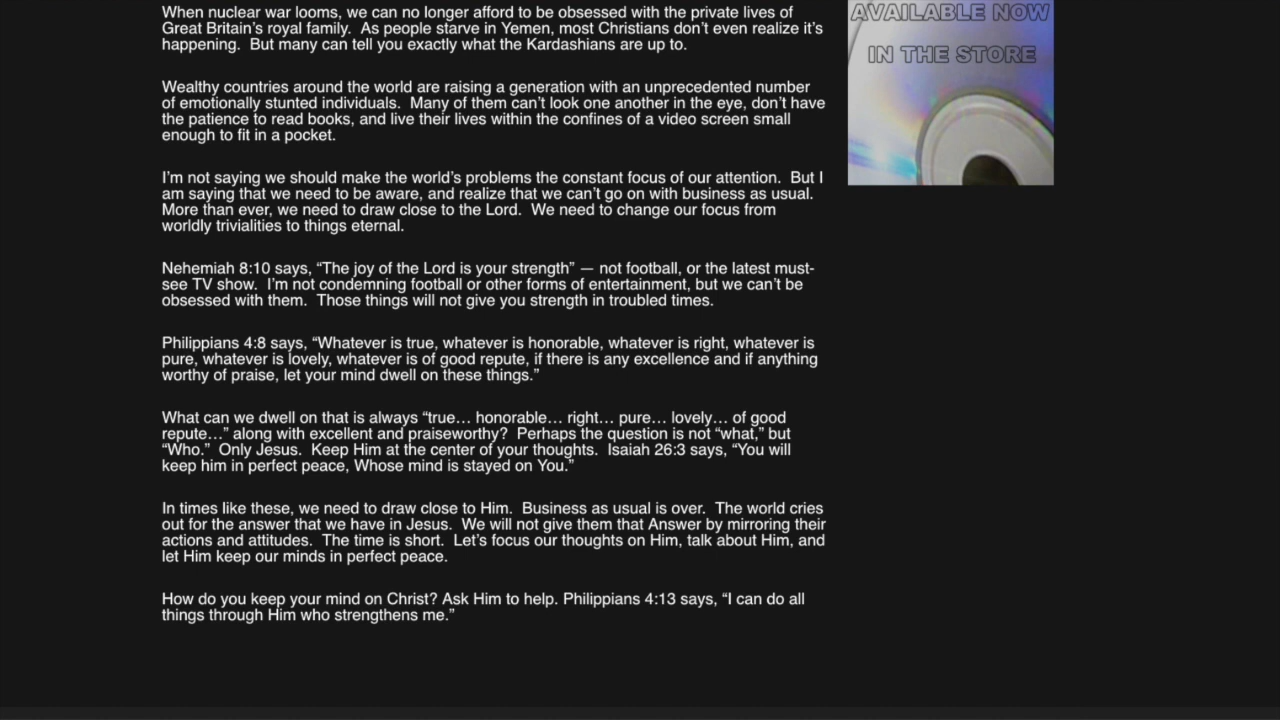 When nuclear war looms, we can no longer afford to be obsessed with the private lives of
Great Britain’s royal family.  As people starve in Yemen, most Christians don’t even realize it’s
happening.  But many can tell you exactly what the Kardashians are up to.
Wealthy countries around the world are raising a generation with an unprecedented number
of emotionally stunted individuals.  Many of them can’t look one another in the eye, don’t have
the patience to read books, and live their lives within the confines of a video screen small
enough to fit in a pocket.
I’m not saying we should make the world’s problems the constant focus of our attention.  But I
am saying that we need to be aware, and realize that we can’t go on with business as usual.
More than ever, we need to draw close to the Lord.  We need to change our focus from
worldly trivialities to things eternal.
Nehemiah 8:10 says, “The joy of the Lord is your strength” — not football, or the latest must-
see TV show.  I’m not condemning football or other forms of entertainment, but we can’t be
obsessed with them.  Those things will not give you strength in troubled times.
Philippians 4:8 says, “Whatever is true, whatever is honorable, whatever is right, whatever is
pure, whatever is lovely, whatever is of good repute, if there is any excellence and if anything
worthy of praise, let your mind dwell on these things.”
What can we dwell on that is always “true… honorable… right… pure… lovely… of good
repute…” along with excellent and praiseworthy?  Perhaps the question is not “what,” but
“Who.”  Only Jesus.  Keep Him at the center of your thoughts.  Isaiah 26:3 says, “You will
keep him in perfect peace, Whose mind is stayed on You.”
In times like these, we need to draw close to Him.  Business as usual is over.  The world cries
out for the answer that we have in Jesus.  We will not give them that Answer by mirroring their
actions and attitudes.  The time is short.  Let’s focus our thoughts on Him, talk about Him, and
let Him keep our minds in perfect peace.
How do you keep your mind on Christ? Ask Him to help. Philippians 4:13 says, “I can do all
things through Him who strengthens me.”
AVAILABLE NOW
IN THE STORE